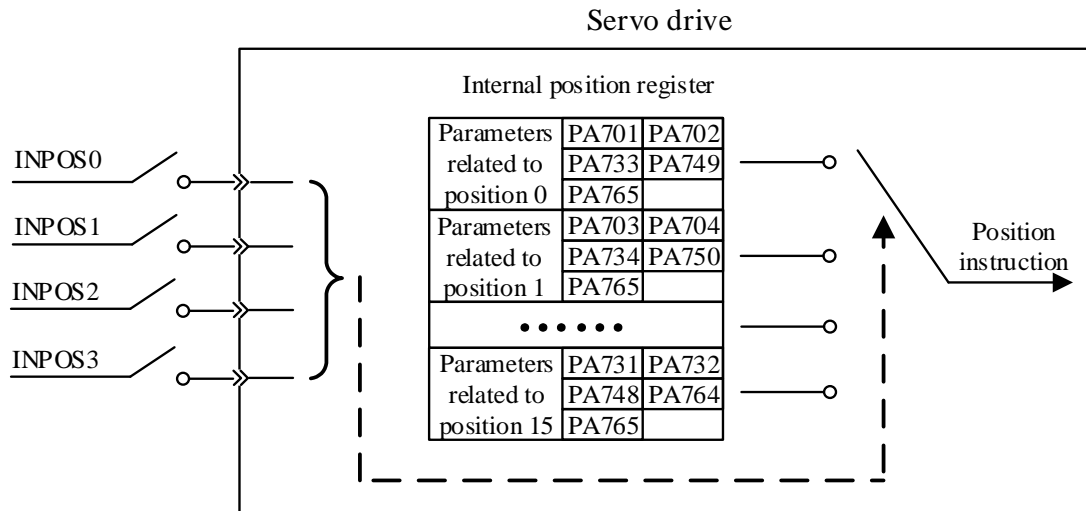 Servo drive
Internal position register
INPOS0
INPOS1
INPOS2
INPOS3
Parameters
related to
position 0
PA701 PA702
PA733 PA749
PA765
Parameters
related to
position 1
PA703 PA704
PA734 PA750
PA765
••••••
Parameters
related to
position 15
PA731 PA732
PA748 PA764
PA765
Position
instruction